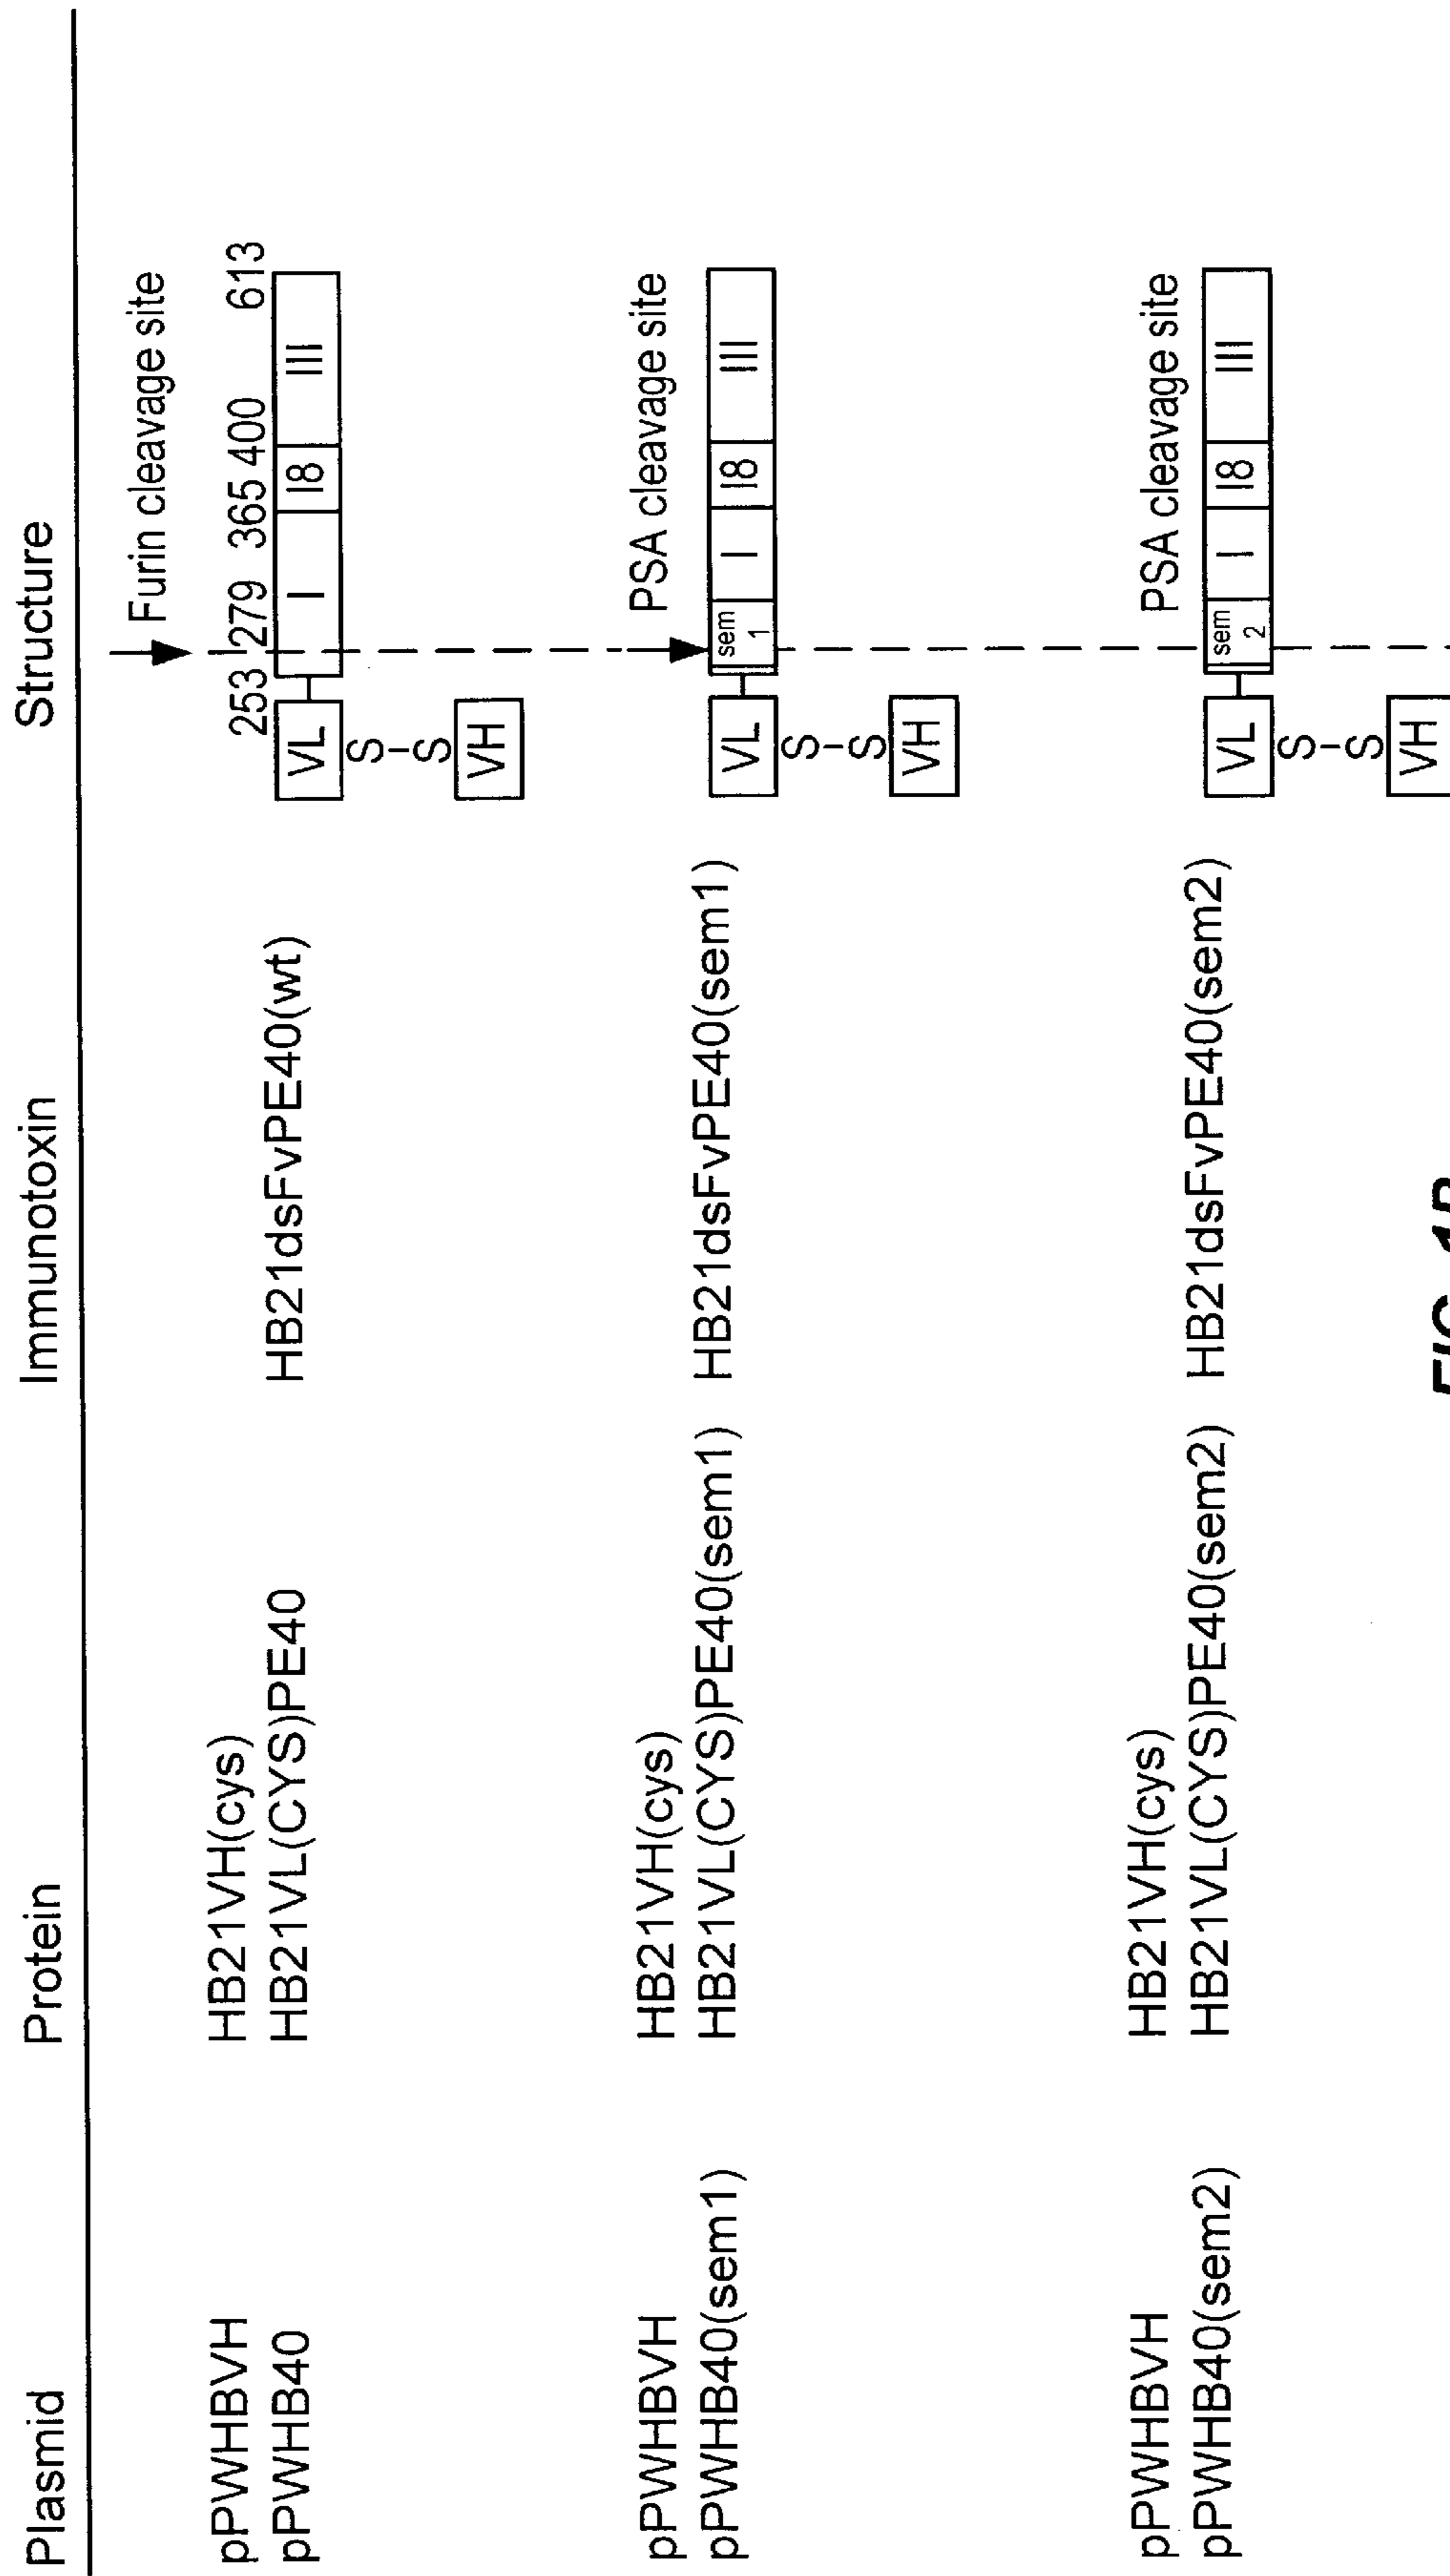 Plasmid Protein Immunotoxin Structure
Furin cleavage site
253 279 365 400 613
pPWHBVH HB21VH(cys)
pPWHB40 HB21VL(CYS)PE40 HB21dsFvPE40(wt) VL I I8 III
S-S
VH
PSA cleavage site
pPWHBVH HB21VH(cys)
pPWHB40(sem1) HB21VL(CYS)PE40(sem1) HB21dsFvPE40(sem1) VL sem 1 I I8 III
S-S
VH
PSA cleavage site
pPWHBVH HB21VH(cys)
pPWHB40(sem2) HB21VL(CYS)PE40(sem2) HB21dsFvPE40(sem2) VL sem 2 I I8 III
S-S
VH